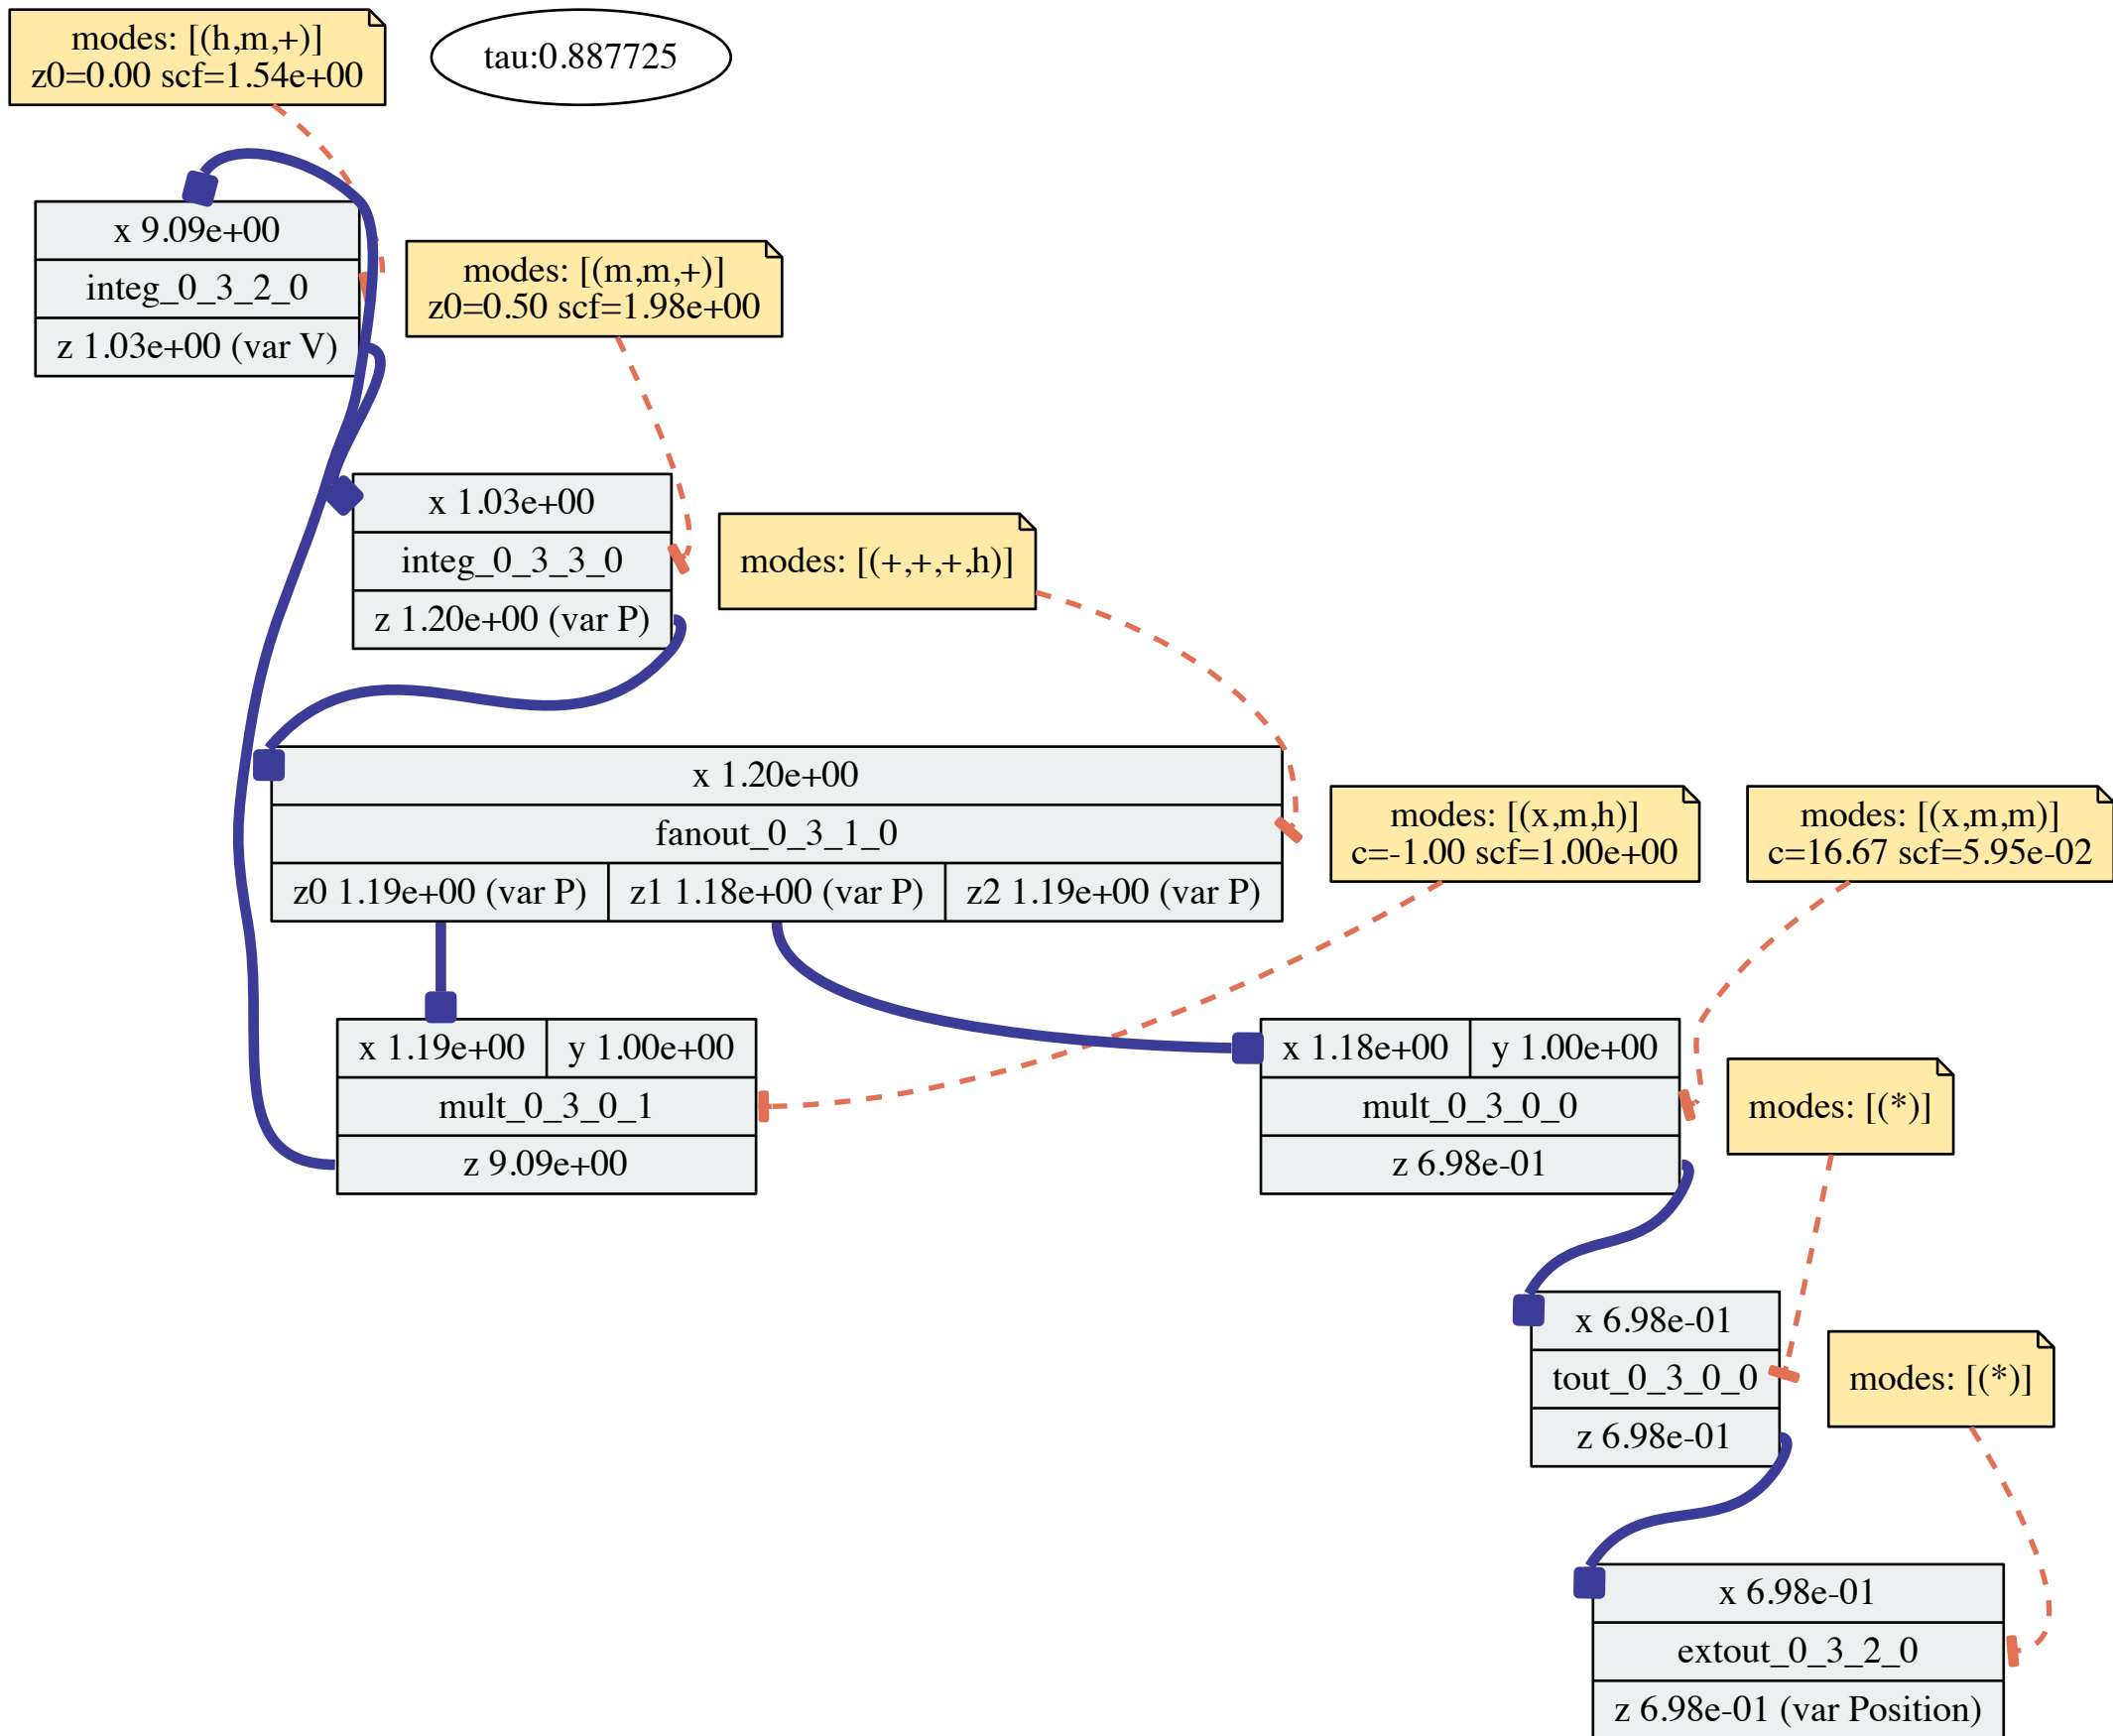 modes: [(h,m,+)]
z0=0.00 scf=1.54e+00
tau:0.887725
x 9.09e+00
integ_0_3_2_0
z 1.03e+00 (var V)
modes: [(m,m,+)]
z0=0.50 scf=1.98e+00
x 1.03e+00
integ_0_3_3_0
z 1.20e+00 (var P)
modes: [(+,+,+,h)]
x 1.20e+00
fanout_0_3_1_0
z0 1.19e+00 (var P)
z1 1.18e+00 (var P)
z2 1.19e+00 (var P)
modes: [(x,m,h)]
c=-1.00 scf=1.00e+00
modes: [(x,m,m)]
c=16.67 scf=5.95e-02
x 1.19e+00
y 1.00e+00
mult_0_3_0_1
z 9.09e+00
x 1.18e+00
y 1.00e+00
mult_0_3_0_0
z 6.98e-01
modes: [(*)]
x 6.98e-01
tout_0_3_0_0
z 6.98e-01
modes: [(*)]
x 6.98e-01
extout_0_3_2_0
z 6.98e-01 (var Position)